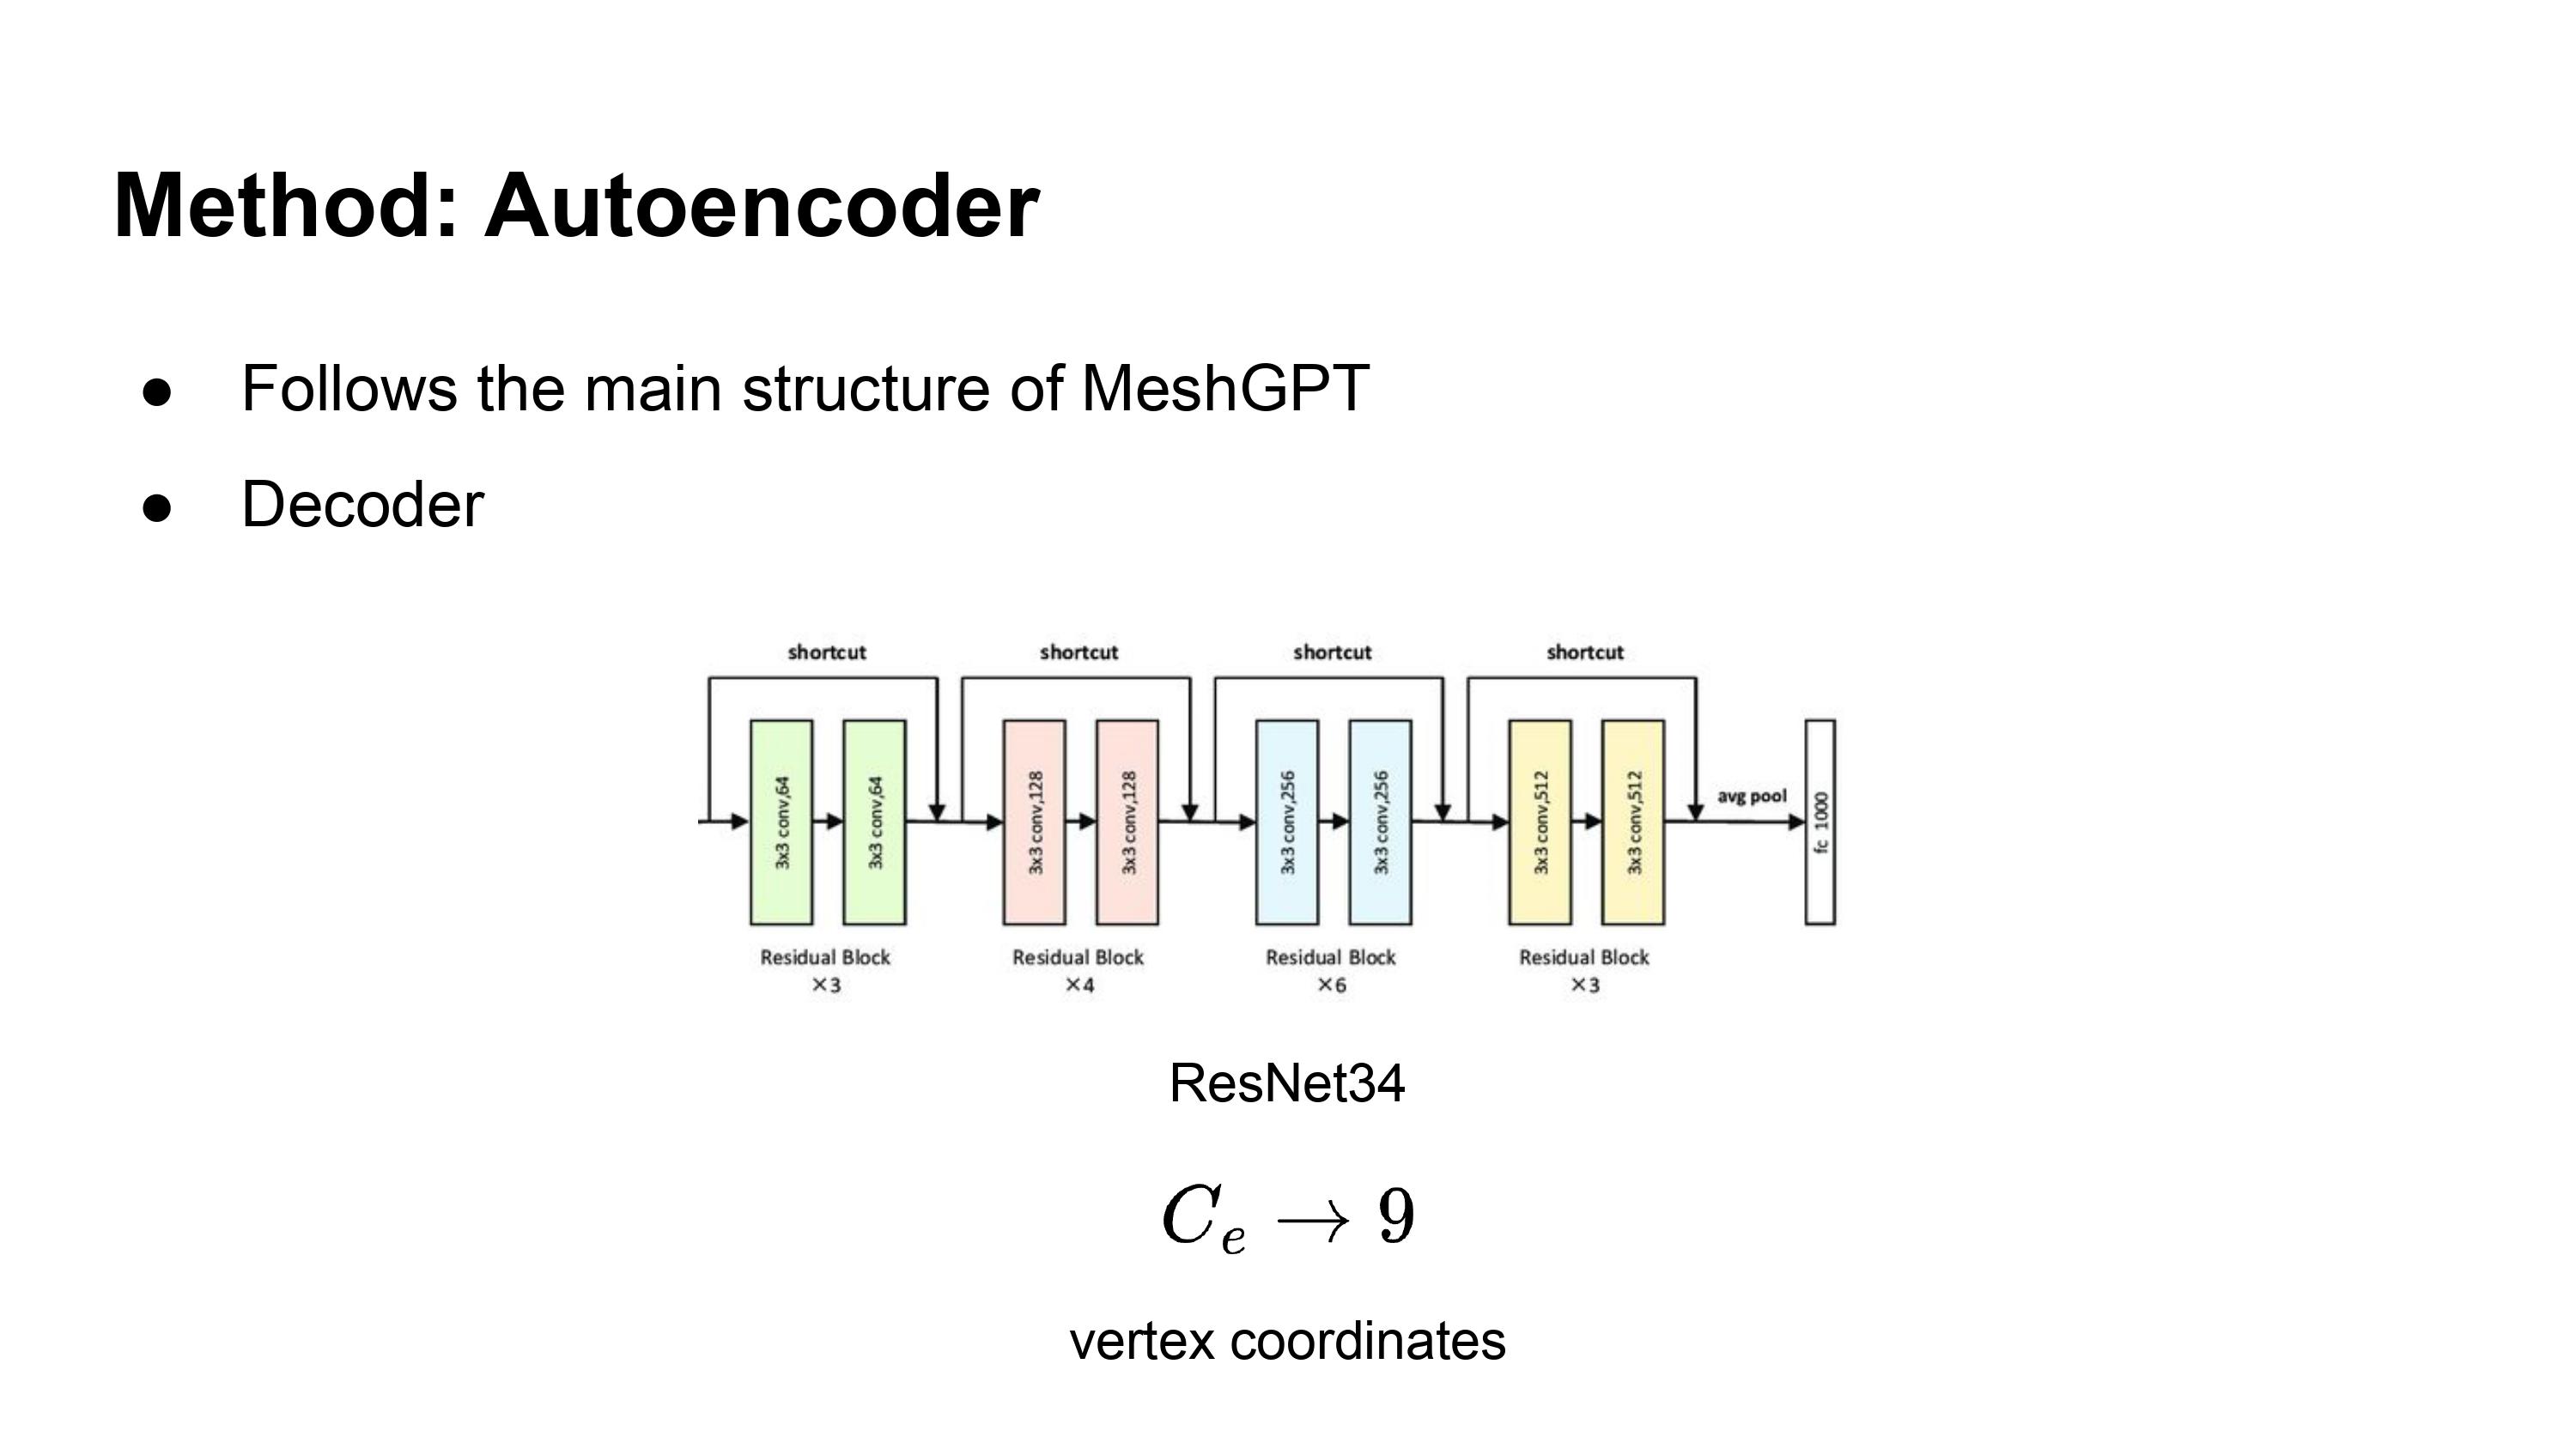 Method: Autoencoder
● Follows the main structure of MeshGPT
● Decoder
shortcut shortcut shortcut shortcut
3x3 conv,64
3x3 conv,64
3x3 conv,128
3x3 conv,128
3x3 conv,256
3x3 conv,256
3x3 conv,512
3x3 conv,512
avg pool
fc 1000
Residual Block Residual Block Residual Block Residual Block
×3 ×4 ×6 ×3
ResNet34
C_e → 9
vertex coordinates